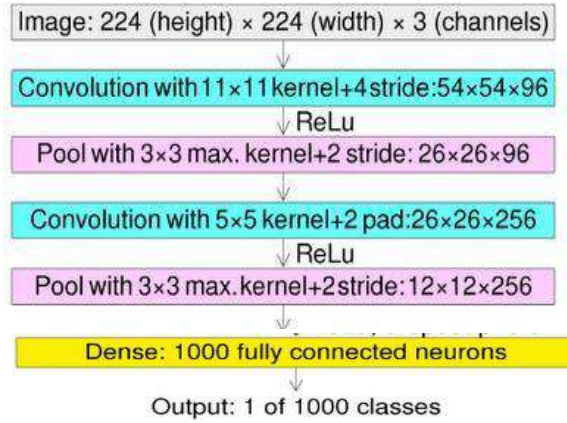 Image: 224 (height) × 224 (width) × 3 (channels)
Convolution with 11×11 kernel+4 stride:54×54×96
ReLu
Pool with 3×3 max. kernel+2 stride: 26×26×96
Convolution with 5×5 kernel+2 pad:26×26×256
ReLu
Pool with 3×3 max.kernel+2stride:12×12×256
Dense: 1000 fully connected neurons
Output: 1 of 1000 classes